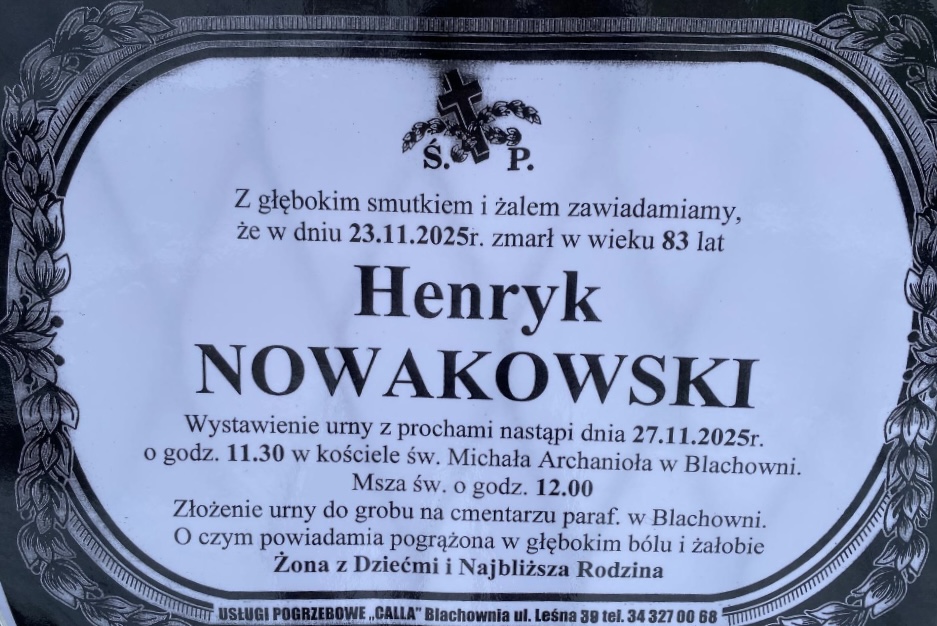 Ś. P.
Z głębokim smutkiem i żalem zawiadamiamy,
że w dniu 23.11.2025r. zmarł w wieku 83 lat
Henryk
NOWAKOWSKI
Wystawienie urny z prochami nastąpi dnia 27.11.2025r.
o godz. 11.30 w kościele św. Michała Archanioła w Blachowni.
Msza św. o godz. 12.00
Złożenie urny do grobu na cmentarzu paraf. w Blachowni.
O czym powiadamia pogrążona w głębokim bólu i żałobie
Żona z Dziećmi i Najbliższa Rodzina
USŁUGI POGRZEBOWE „CALLA" Blachownia ul. Leśna 39 tel. 34 327 00 68